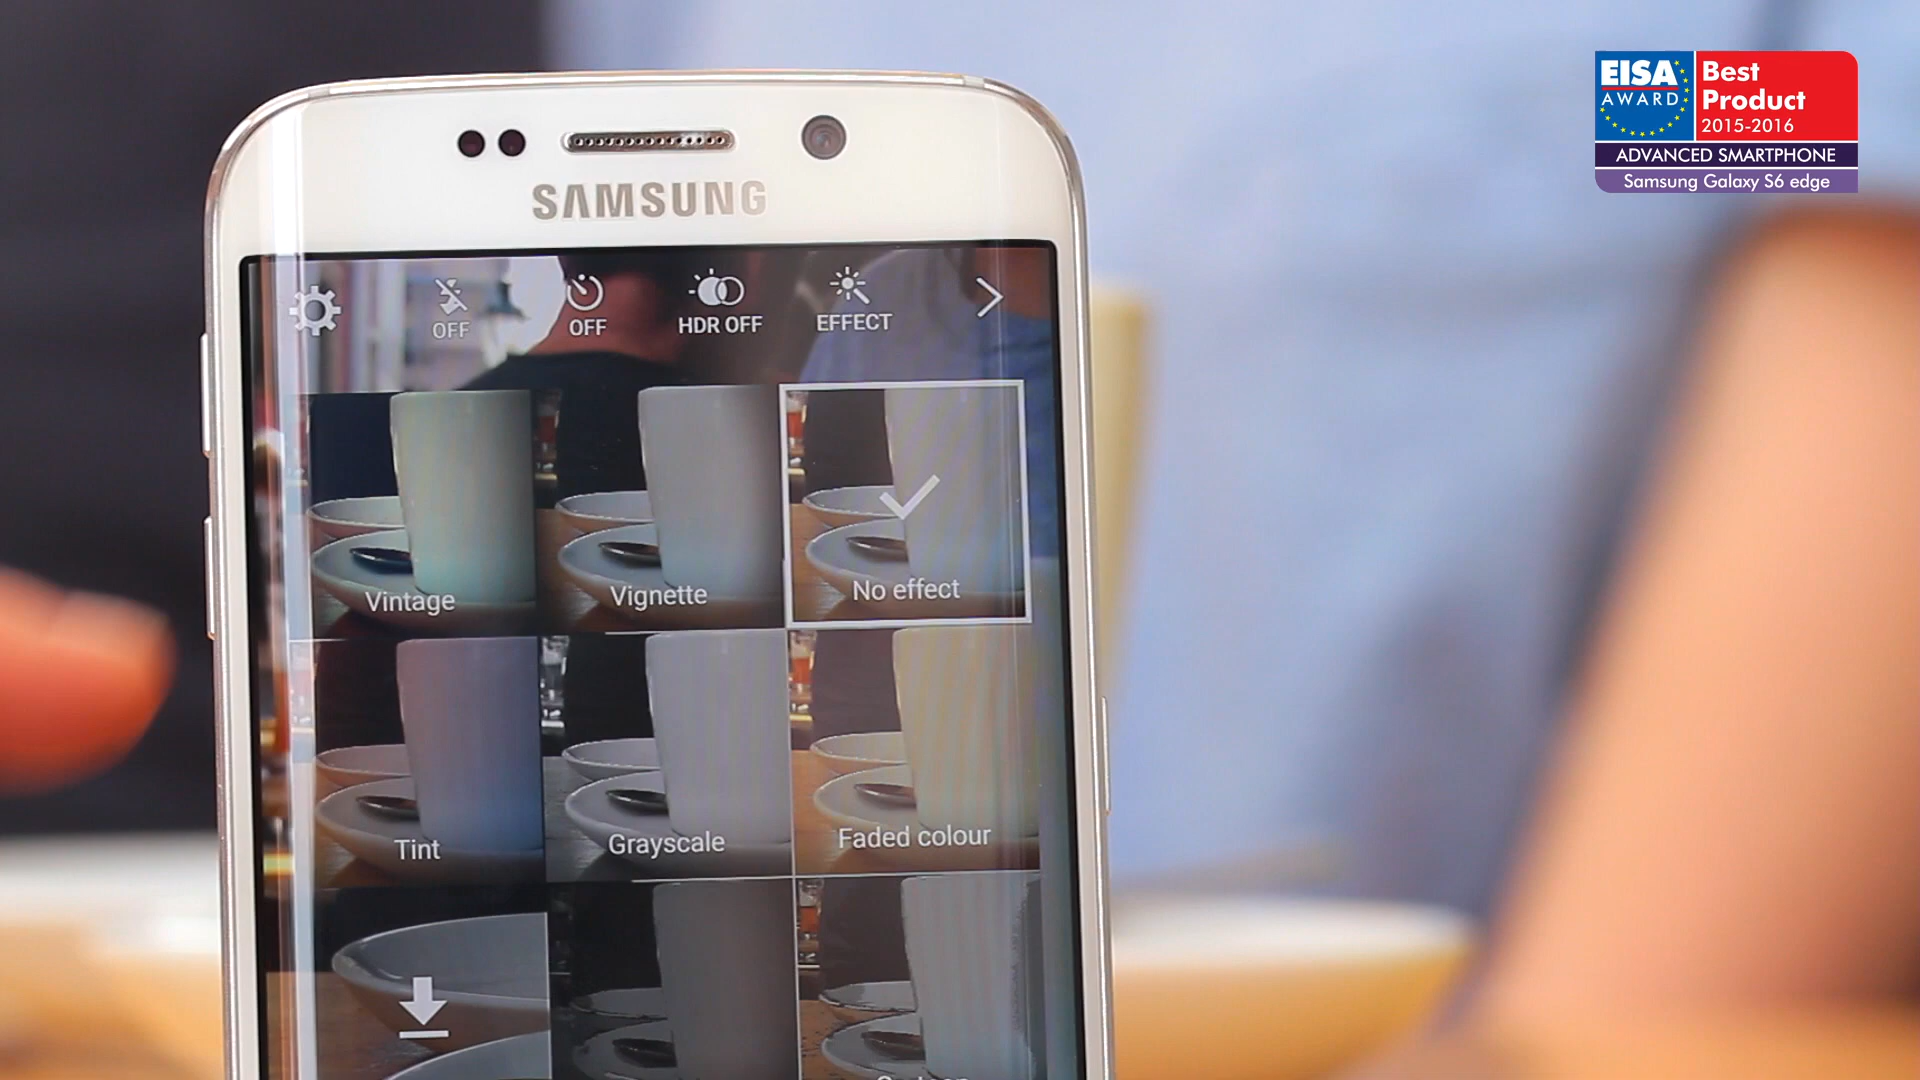 EISA
AWARD
Best
Product
2015-2016
ADVANCED SMARTPHONE
Samsung Galaxy S6 edge
SAMSUNG
OFF
OFF
HDR OFF
EFFECT
Vintage
Vignette
No effect
Tint
Grayscale
Faded colour